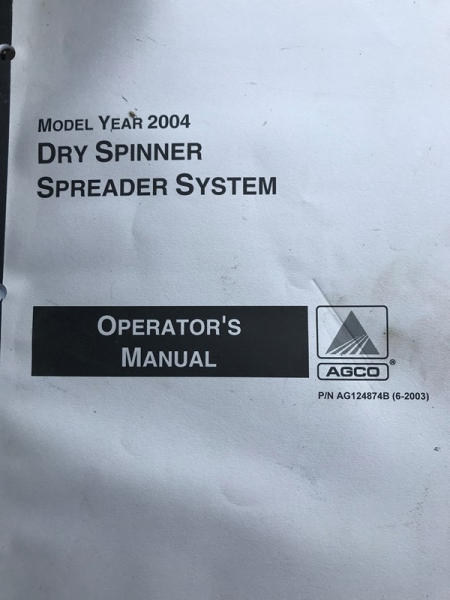 MODEL YEAR 2004
DRY SPINNER
SPREADER SYSTEM
OPERATOR'S
MANUAL
AGCO®
P/N AG124874B (6-2003)